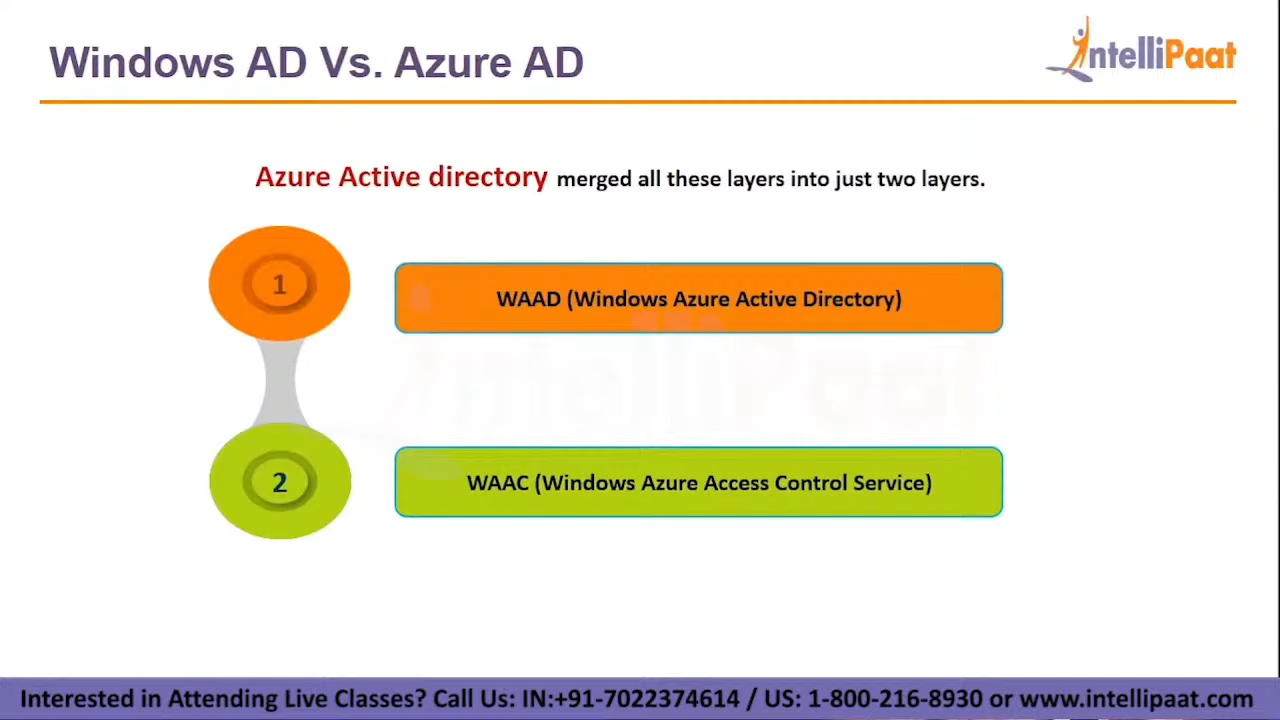 Windows AD Vs. Azure AD
IntelliPaat
Azure Active directory merged all these layers into just two layers.
1
WAAD (Windows Azure Active Directory)
IntelliPaat
2
WAAC (Windows Azure Access Control Service)
Interested in Attending Live Classes? Call Us: IN:+91-7022374614 / US: 1-800-216-8930 or www.intellipaat.com